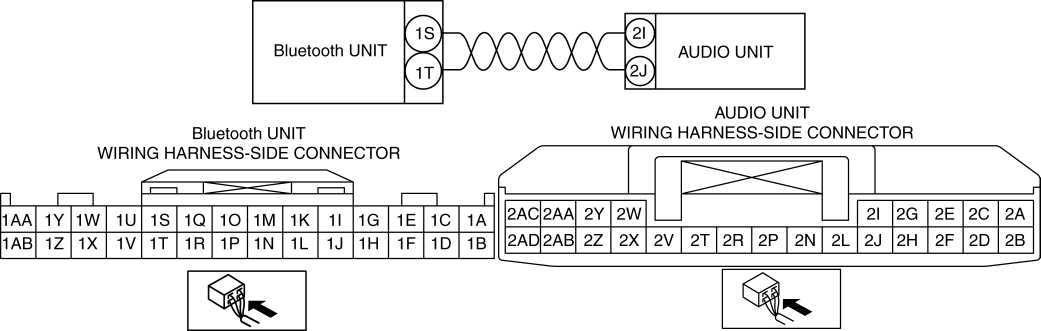 Bluetooth UNIT
1S
1T
2I
2J
AUDIO UNIT
Bluetooth UNIT
WIRING HARNESS-SIDE CONNECTOR
1AA 1Y 1W 1U 1S 1Q 1O 1M 1K 1I 1G 1E 1C 1A
1AB 1Z 1X 1V 1T 1R 1P 1N 1L 1J 1H 1F 1D 1B
AUDIO UNIT
WIRING HARNESS-SIDE CONNECTOR
2AC 2AA 2Y 2W 2I 2G 2E 2C 2A
2AD 2AB 2Z 2X 2V 2T 2R 2P 2N 2L 2J 2H 2F 2D 2B